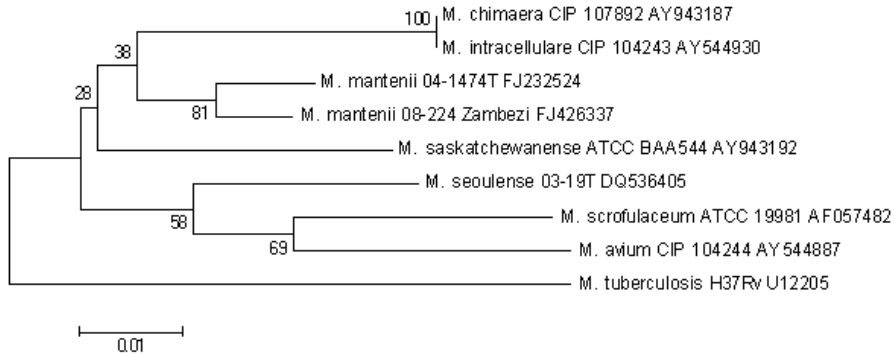 100
M. chimaera CIP 107892 AY943187
M. intracellulare CIP 104243 AY544930
38
M. mantenii 04-1474T FJ232524
28
81
M. mantenii 08-224 Zambezi FJ426337
M. saskatchewanense ATCC BAA544 AY943192
M. seoulense 03-19T DQ536405
58
M. scrofulaceum ATCC 19981 AF057482
69
M. avium CIP 104244 AY544887
M. tuberculosis H37Rv U12205
0.01